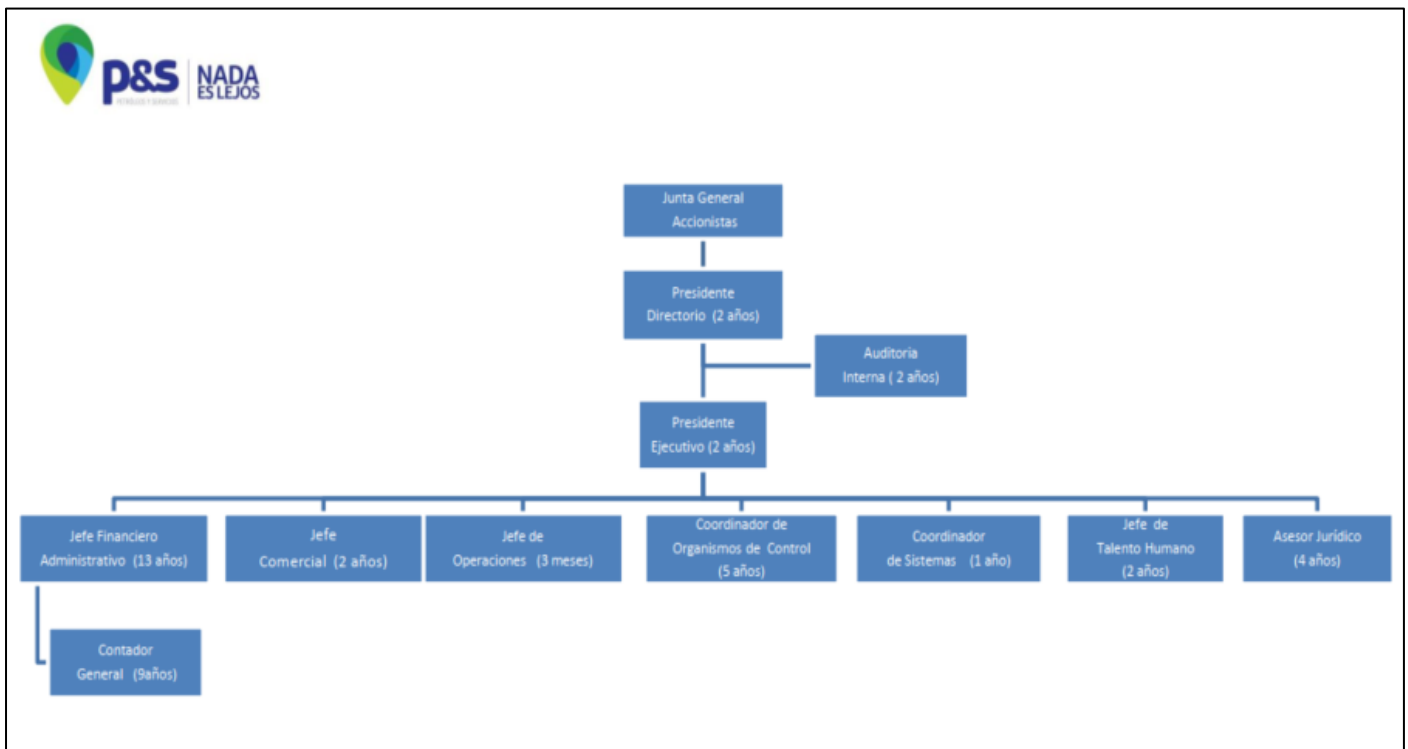 p&s
NADA
ES LEJOS
PETROLEOS Y SERVICIOS
Junta General
Accionistas
Presidente
Directorio (2 años)
Auditoria
Interna ( 2 años)
Presidente
Ejecutivo (2 años)
Jefe Financiero
Administrativo (13 años)
Jefe
Comercial (2 años)
Jefe de
Operaciones (3 meses)
Coordinador de
Organismos de Control
(5 años)
Coordinador
de Sistemas (1 año)
Jefe de
Talento Humano
(2 años)
Asesor Jurídico
(4 años)
Contador
General (9años)